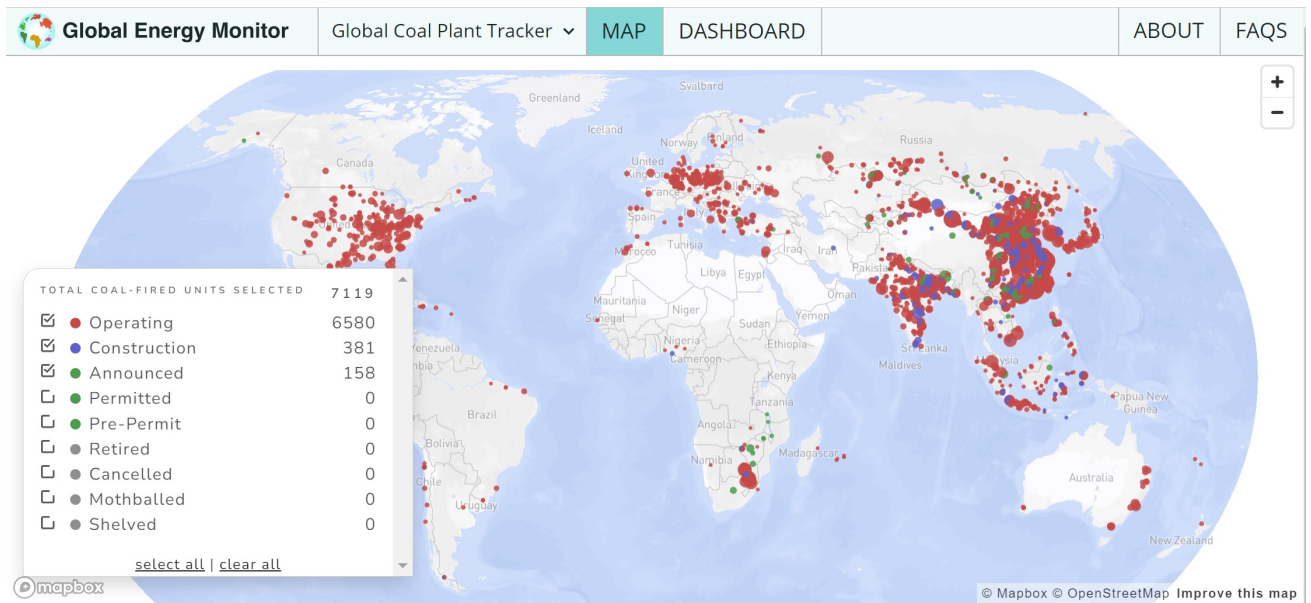 Global Energy Monitor
Global Coal Plant Tracker
MAP
DASHBOARD
ABOUT
FAQS
+
−
Svalbard
Greenland
Iceland
Finland
Norway
Russia
Canada
United
Kingdom
France
Spain
Morocco
Tunisia
Iraq
Iran
Libya
Egypt
Pakistan
Oman
Mauritania
Niger
Senegal
Sudan
Yemen
Nigeria
Ethiopia
Cameroon
Sri Lanka
Maldives
Kenya
Tanzania
Papua New
Guinea
Venezuela
Brazil
Angola
Bolivia
Namibia
Madagascar
Chile
Australia
Uruguay
New Zealand
TOTAL COAL-FIRED UNITS SELECTED 7119
Operating 6580
Construction 381
Announced 158
Permitted 0
Pre-Permit 0
Retired 0
Cancelled 0
Mothballed 0
Shelved 0
select all | clear all
mapbox
© Mapbox © OpenStreetMap Improve this map